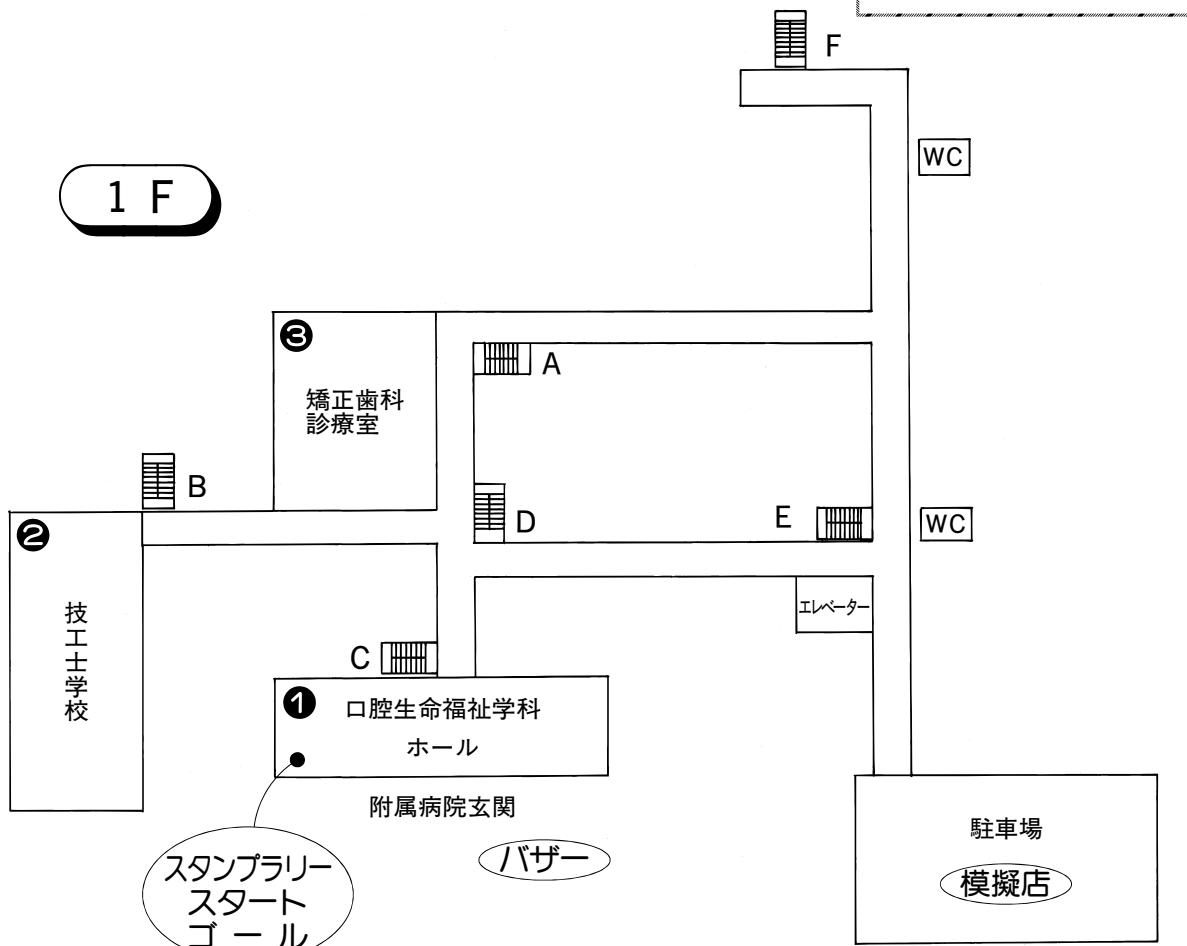 F
WC
1 F
❸
A
矯正歯科
診療室
B
❷
D
E
WC
技工士学校
エレベーター
C
❶
口腔生命福祉学科
ホール
附属病院玄関
駐車場
スタンプラリー
スタート
ゴール
バザー
模擬店